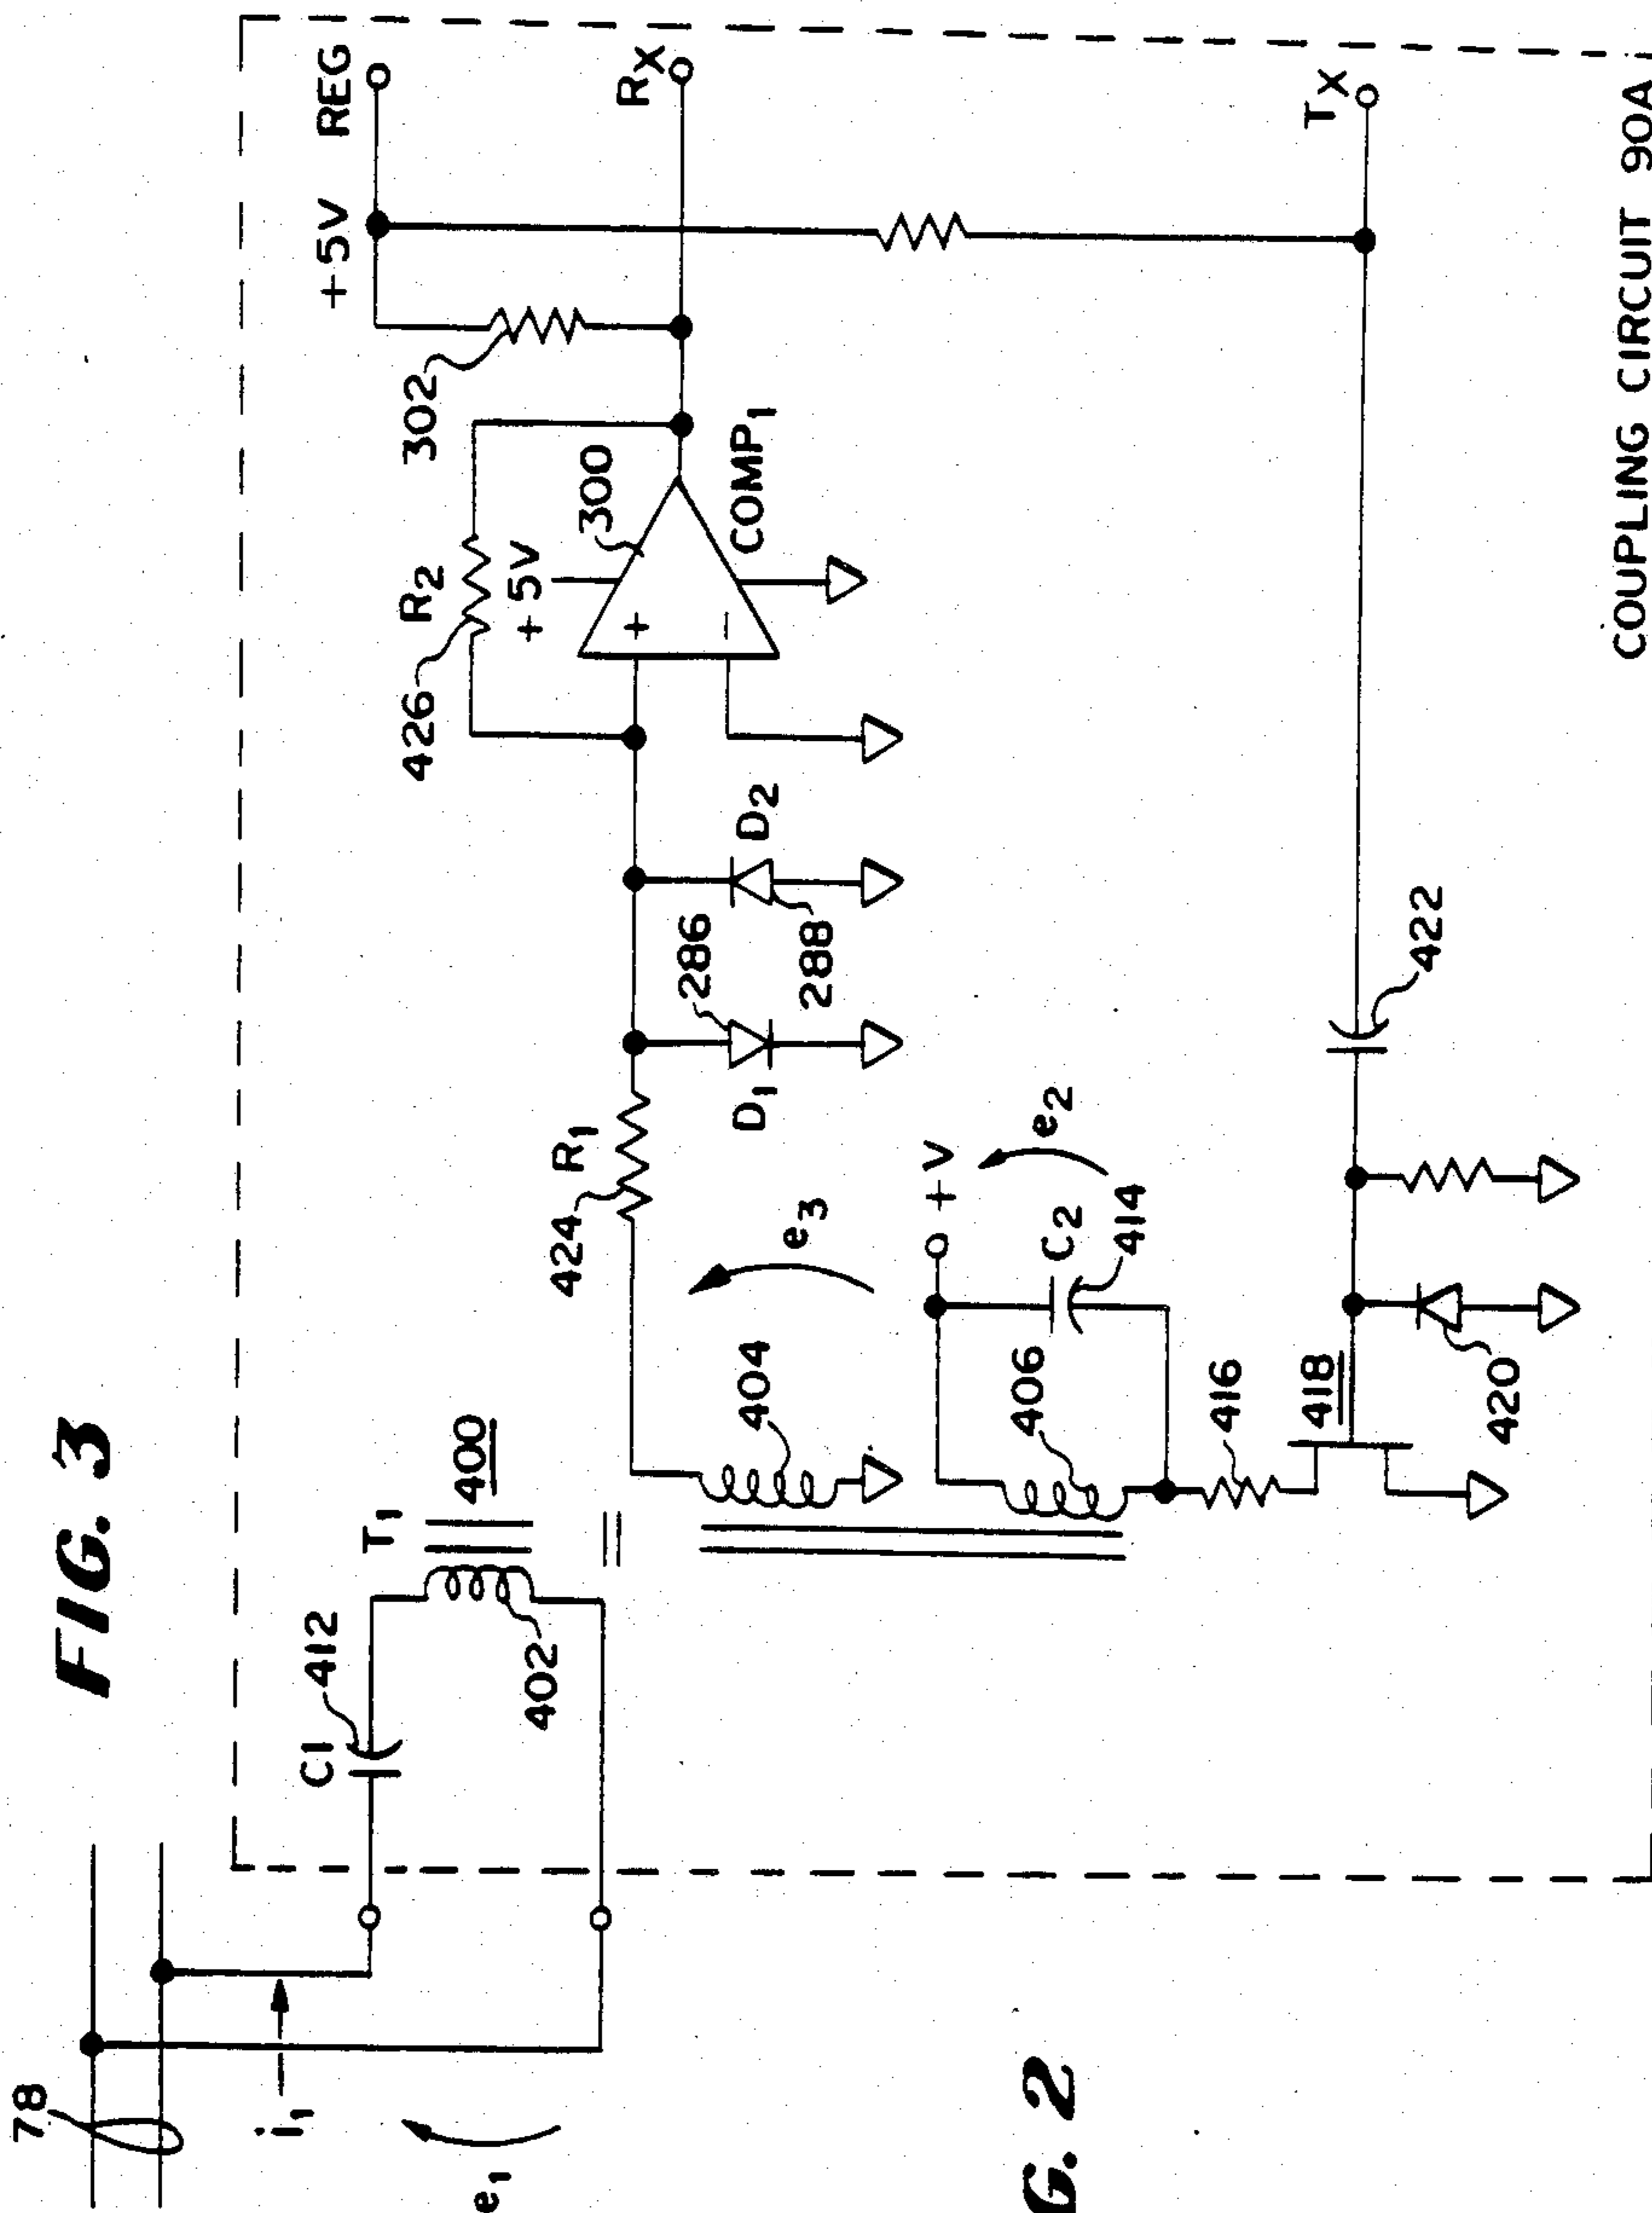 FIG. 3
78
i1
e1
C1
412
T1
400
402
404
424
R1
e3
D1
286
D2
288
426
R2
+5V
300
+
−
COMP1
302
+5V REG
RX
+V
e2
C2
414
406
416
418
420
422
TX
COUPLING CIRCUIT 90A
G. 2